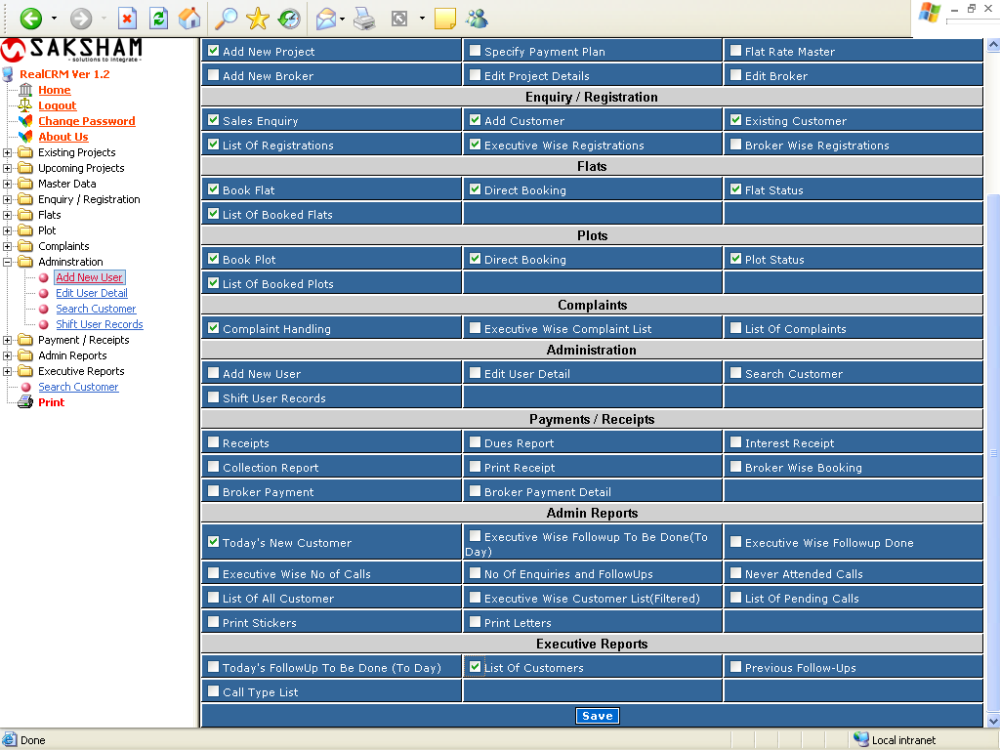 SAKSHAM
- solutions to integrate -
RealCRM Ver 1.2
Home
Logout
Change Password
About Us
Existing Projects
Upcoming Projects
Master Data
Enquiry / Registration
Flats
Plot
Complaints
Adminstration
Add New User
Edit User Detail
Search Customer
Shift User Records
Payment / Receipts
Admin Reports
Executive Reports
Search Customer
Print
Add New Project Specify Payment Plan Flat Rate Master
Add New Broker Edit Project Details Edit Broker
Enquiry / Registration
Sales Enquiry Add Customer Existing Customer
List Of Registrations Executive Wise Registrations Broker Wise Registrations
Flats
Book Flat Direct Booking Flat Status
List Of Booked Flats
Plots
Book Plot Direct Booking Plot Status
List Of Booked Plots
Complaints
Complaint Handling Executive Wise Complaint List List Of Complaints
Administration
Add New User Edit User Detail Search Customer
Shift User Records
Payments / Receipts
Receipts Dues Report Interest Receipt
Collection Report Print Receipt Broker Wise Booking
Broker Payment Broker Payment Detail
Admin Reports
Today's New Customer Executive Wise Followup To Be Done(To Day) Executive Wise Followup Done
Executive Wise No of Calls No Of Enquiries and FollowUps Never Attended Calls
List Of All Customer Executive Wise Customer List(Filtered) List Of Pending Calls
Print Stickers Print Letters
Executive Reports
Today's FollowUp To Be Done (To Day) List Of Customers Previous Follow-Ups
Call Type List
Save
Done Local intranet